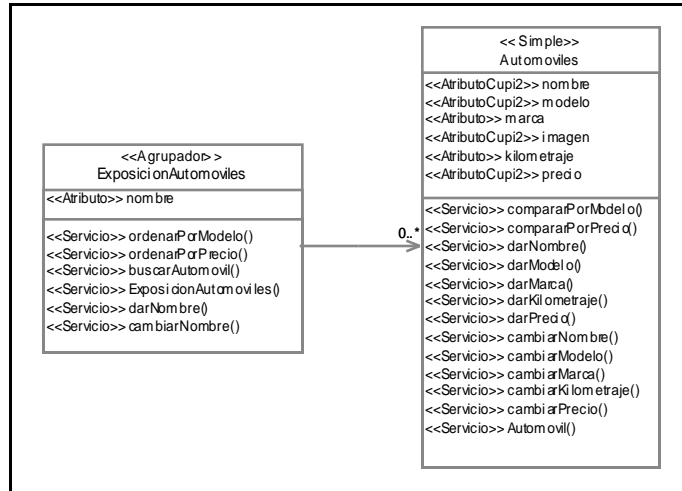 <<Agrupador>>
ExposicionAutomoviles
<<Atributo>> nombre
<<Servicio>> ordenarPorModelo()
<<Servicio>> ordenarPorPrecio()
<<Servicio>> buscarAutomovil()
<<Servicio>> ExposicionAutomoviles()
<<Servicio>> darNombre()
<<Servicio>> cambiarNombre()
0..*
<< Simple>>
Automoviles
<<AtributoCupi2>> nombre
<<AtributoCupi2>> modelo
<<Atributo>> marca
<<AtributoCupi2>> imagen
<<Atributo>> kilometraje
<<AtributoCupi2>> precio
<<Servicio>> compararPorModelo()
<<Servicio>> compararPorPrecio()
<<Servicio>> darNombre()
<<Servicio>> darModelo()
<<Servicio>> darMarca()
<<Servicio>> darKilometraje()
<<Servicio>> darPrecio()
<<Servicio>> cambiarNombre()
<<Servicio>> cambiarModelo()
<<Servicio>> cambiarMarca()
<<Servicio>> cambiarKilometraje()
<<Servicio>> cambiarPrecio()
<<Servicio>> Automovil()